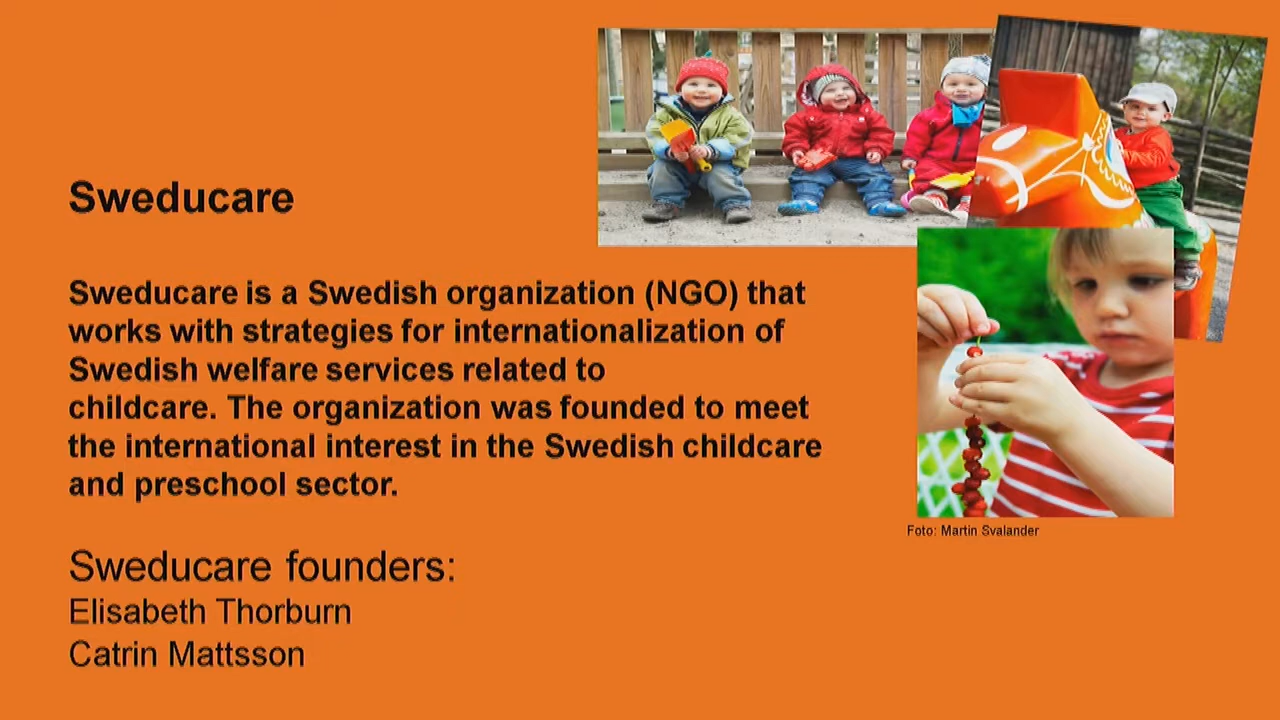 Sweducare
Sweducare is a Swedish organization (NGO) that
works with strategies for internationalization of
Swedish welfare services related to
childcare. The organization was founded to meet
the international interest in the Swedish childcare
and preschool sector.
Foto: Martin Svalander
Sweducare founders:
Elisabeth Thorburn
Catrin Mattsson